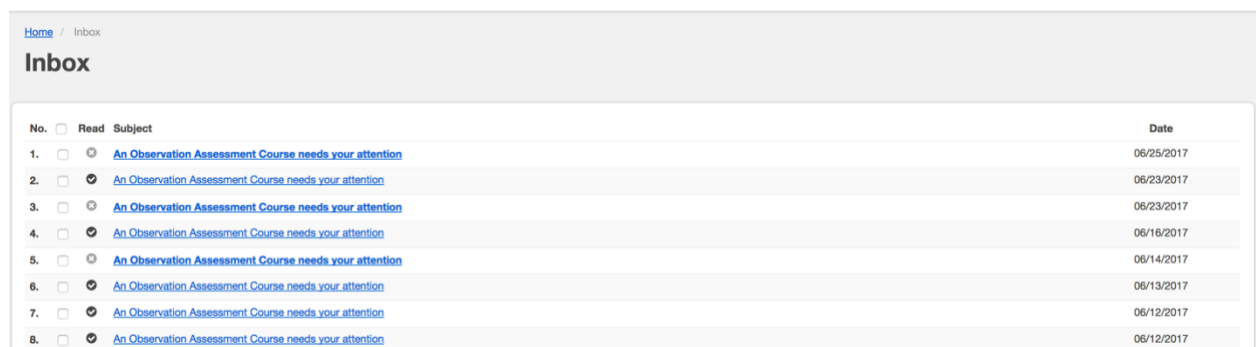 Home / Inbox
Inbox
No. Read Subject Date
1. An Observation Assessment Course needs your attention 06/25/2017
2. An Observation Assessment Course needs your attention 06/23/2017
3. An Observation Assessment Course needs your attention 06/23/2017
4. An Observation Assessment Course needs your attention 06/16/2017
5. An Observation Assessment Course needs your attention 06/14/2017
6. An Observation Assessment Course needs your attention 06/13/2017
7. An Observation Assessment Course needs your attention 06/12/2017
8. An Observation Assessment Course needs your attention 06/12/2017